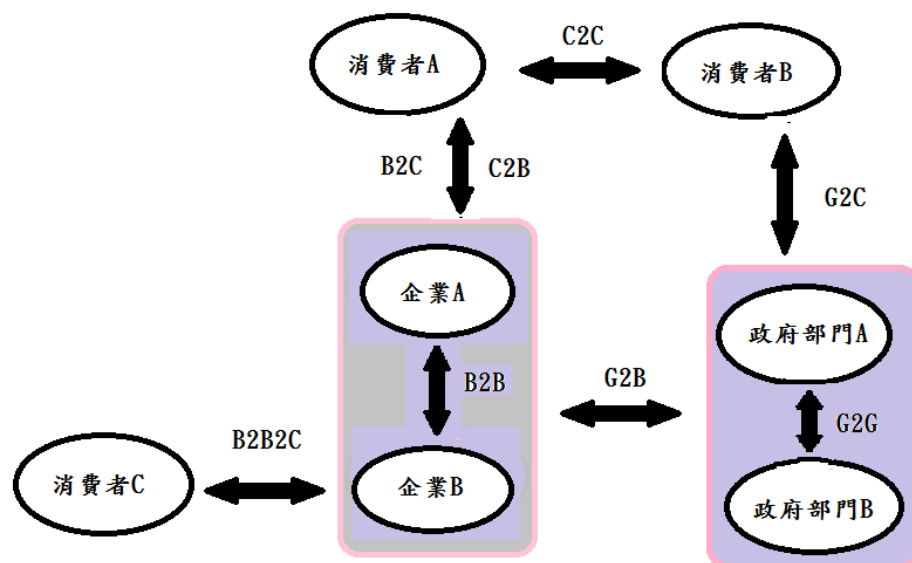 C2C
消費者A
消費者B
B2C
C2B
G2C
企業A
政府部門A
B2B
G2B
G2G
B2B2C
消費者C
企業B
政府部門B